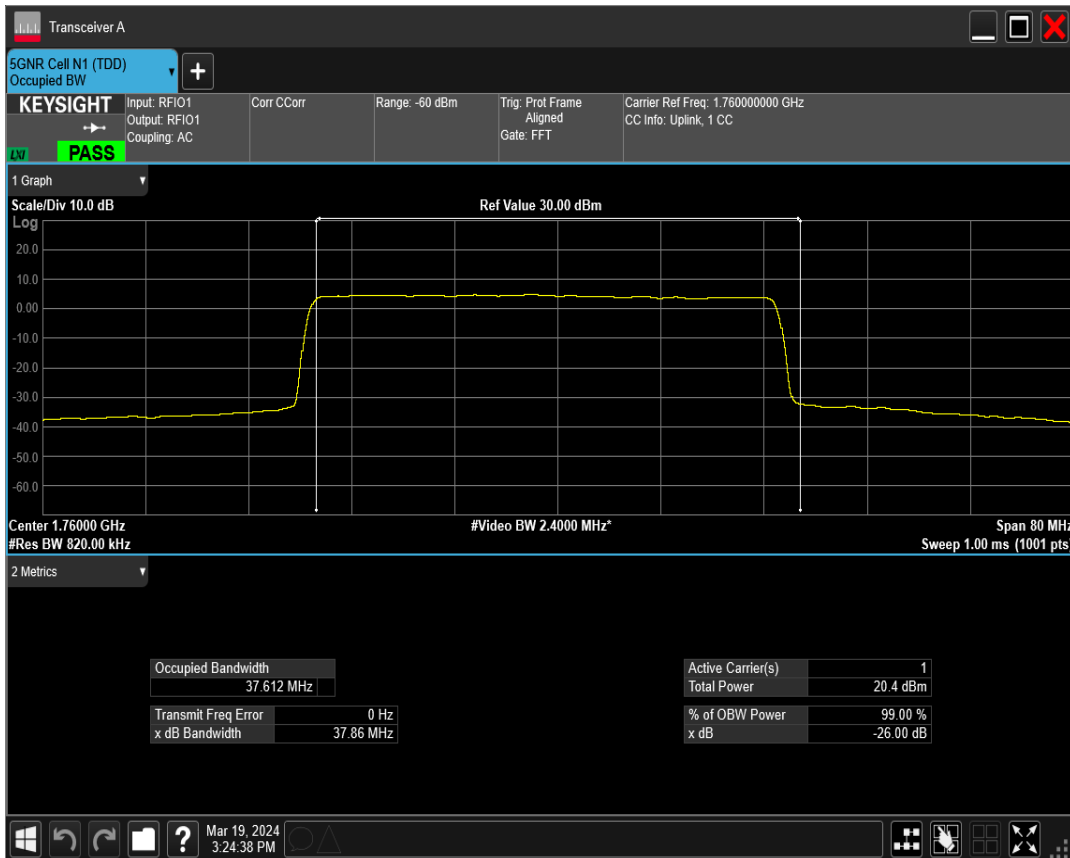 Transceiver A
5GNR Cell N1 (TDD)
Occupied BW
+
KEYSIGHT
LXI
PASS
Input: RFIO1
Output: RFIO1
Coupling: AC
Corr CCorr
Range: -60 dBm
Trig: Prot Frame
Aligned
Gate: FFT
Carrier Ref Freq: 1.760000000 GHz
CC Info: Uplink, 1 CC
1 Graph
Scale/Div 10.0 dB
Ref Value 30.00 dBm
Log
20.0
10.0
0.00
-10.0
-20.0
-30.0
-40.0
-50.0
-60.0
Center 1.76000 GHz
#Video BW 2.4000 MHz*
Span 80 MHz
#Res BW 820.00 kHz
Sweep 1.00 ms (1001 pts)
2 Metrics
Occupied Bandwidth
37.612 MHz
Transmit Freq Error 0 Hz
x dB Bandwidth 37.86 MHz
Active Carrier(s) 1
Total Power 20.4 dBm
% of OBW Power 99.00 %
x dB -26.00 dB
?
Mar 19, 2024
3:24:38 PM